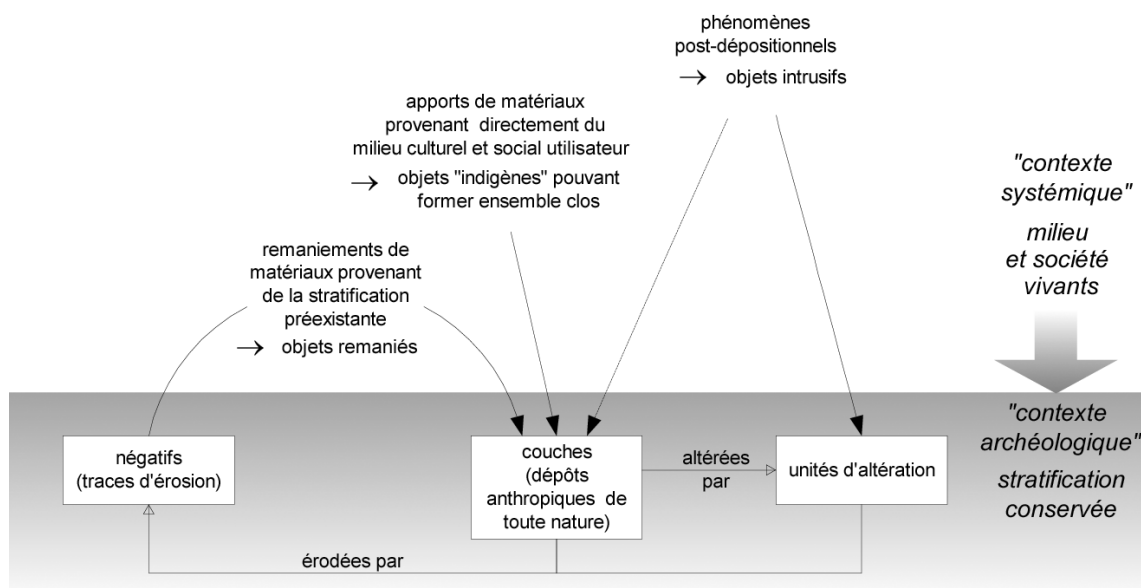 phénomènes
post-dépositionnels
→ objets intrusifs
apports de matériaux
provenant directement du
milieu culturel et social utilisateur
→ objets "indigènes" pouvant
former ensemble clos
remaniements de
matériaux provenant
de la stratification
préexistante
→ objets remaniés
"contexte
systémique"
milieu
et société
vivants
"contexte
archéologique"
stratification
conservée
négatifs
(traces d'érosion)
couches
(dépôts
anthropiques de
toute nature)
altérées
par
unités d'altération
érodées par